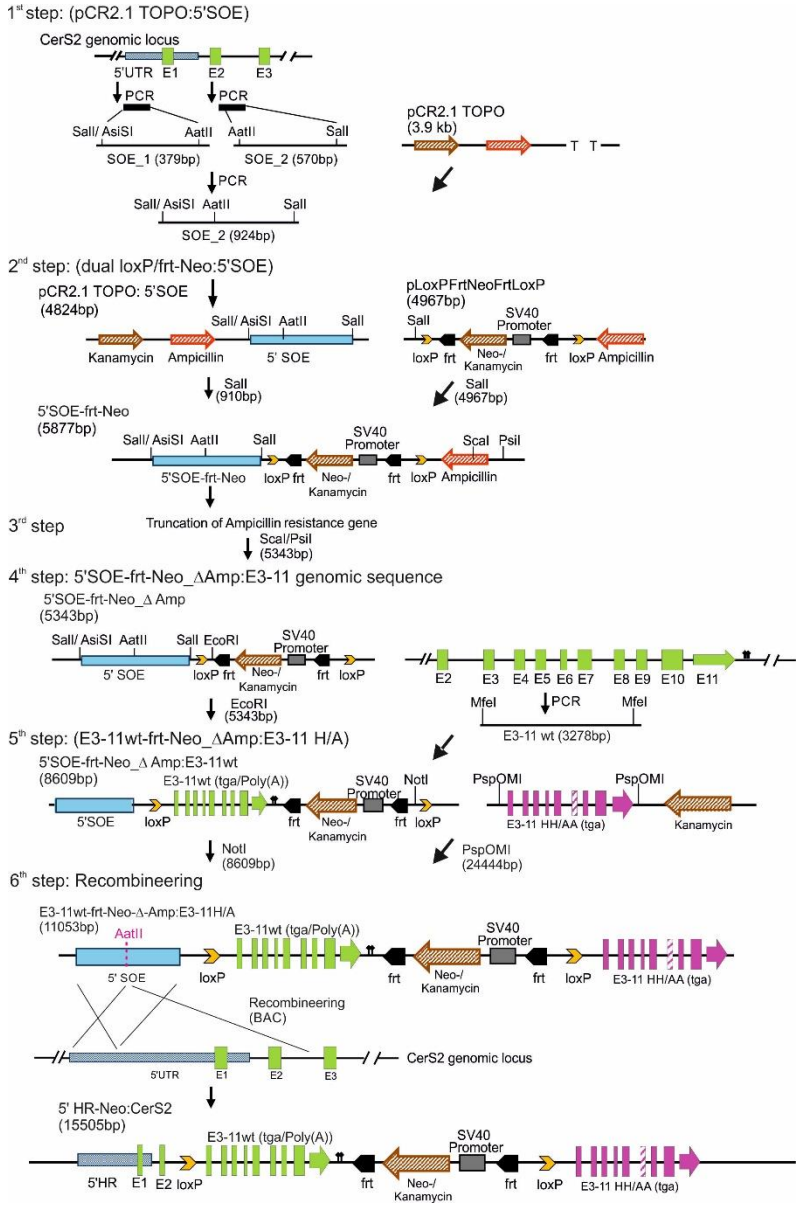 1st step: (pCR2.1 TOPO:5'SOE)
CerS2 genomic locus
5'UTR E1 E2 E3
PCR PCR
SalI/ AsiSI AatII AatII SalI
SOE_1 (379bp) SOE_2 (570bp)
pCR2.1 TOPO
(3.9 kb)
T T
PCR
SalI/ AsiSI AatII SalI
SOE_2 (924bp)
2nd step: (dual loxP/frt-Neo:5'SOE)
pCR2.1 TOPO: 5'SOE
(4824bp)
SalI/ AsiSI AatII SalI
Kanamycin Ampicillin 5' SOE
pLoxPFrtNeoFrtLoxP
(4967bp)
SV40
Promoter
SalI
loxP frt Neo-/
Kanamycin
frt loxP Ampicillin
SalI
(910bp)
SalI
(4967bp)
5'SOE-frt-Neo
(5877bp)
SalI/ AsiSI AatII SalI SV40
Promoter
ScaI PsiI
5'SOE-frt-Neo loxP frt Neo-/
Kanamycin
frt loxP Ampicillin
Truncation of Ampicillin resistance gene
3rd step
ScaI/PsiI
(5343bp)
4th step: 5'SOE-frt-Neo_ΔAmp:E3-11 genomic sequence
5'SOE-frt-Neo_Δ Amp
(5343bp)
SalI/ AsiSI AatII SalI EcoRI SV40
Promoter
5' SOE loxP frt Neo-/
Kanamycin
frt loxP
E2 E3 E4 E5 E6 E7 E8 E9 E10 E11
EcoRI
(5343bp)
PCR
MfeI MfeI
E3-11 wt (3278bp)
5th step: (E3-11wt-frt-Neo_ΔAmp:E3-11 H/A)
5'SOE-frt-Neo_Δ Amp:E3-11wt
(8609bp)
E3-11wt (tga/Poly(A)) SV40
Promoter
NotI
5'SOE loxP frt Neo-/
Kanamycin
frt loxP
PspOMI PspOMI
E3-11 HH/AA (tga) Kanamycin
NotI
(8609bp)
PspOMI
(24444bp)
6th step: Recombineering
E3-11wt-frt-Neo-Δ-Amp:E3-11H/A
(11053bp)
AatII
E3-11wt (tga/Poly(A)) SV40
Promoter
5' SOE loxP frt Neo-/
Kanamycin
frt loxP E3-11 HH/AA (tga)
Recombineering
(BAC)
CerS2 genomic locus
5'UTR E1 E2 E3
5' HR-Neo:CerS2
(15505bp)
E3-11wt (tga/Poly(A)) SV40
Promoter
5'HR E1 E2 loxP frt Neo-/
Kanamycin
frt loxP E3-11 HH/AA (tga)